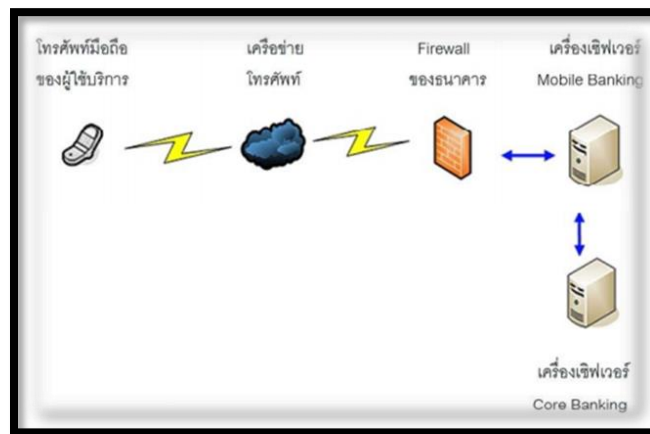 โทรศัพท์มือถือ
ของผู้ใช้บริการ
เครือข่าย
โทรศัพท์
Firewall
ของธนาคาร
เครื่องเซิฟเวอร์
Mobile Banking
เครื่องเซิฟเวอร์
Core Banking